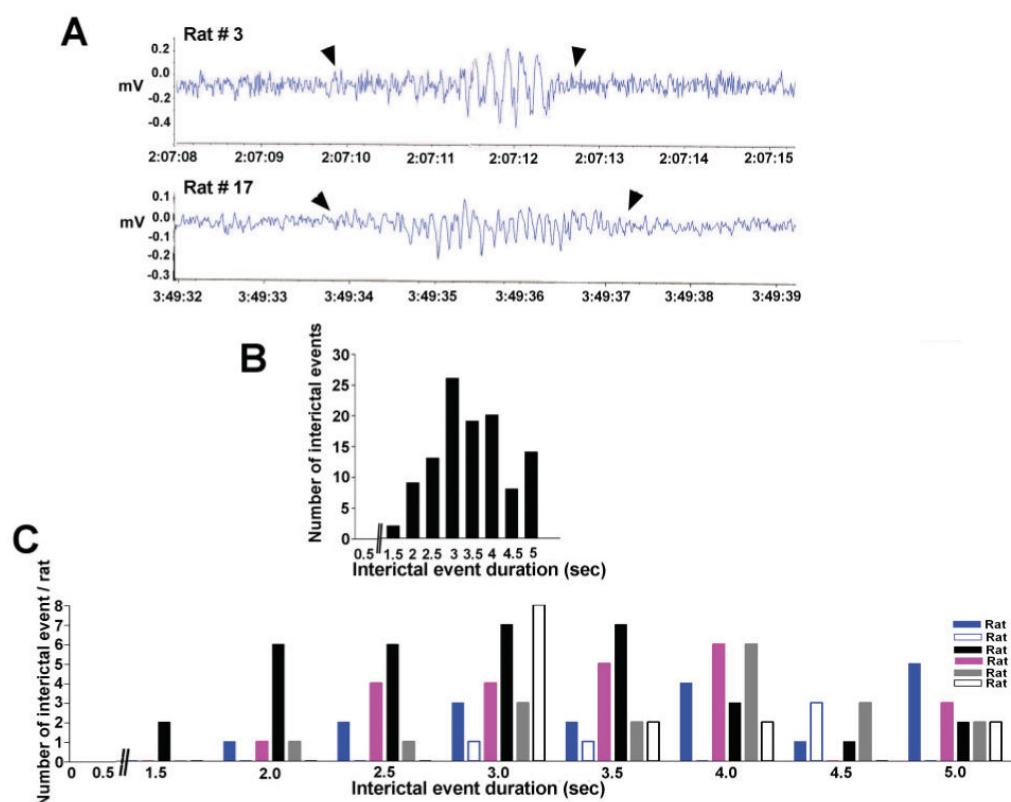 A
Rat # 3
0.2
0.0
mV
-0.2
-0.4
2:07:08 2:07:09 2:07:10 2:07:11 2:07:12 2:07:13 2:07:14 2:07:15
Rat # 17
0.1
0.0
mV
-0.1
-0.2
-0.3
3:49:32 3:49:33 3:49:34 3:49:35 3:49:36 3:49:37 3:49:38 3:49:39
B
Number of interictal events
30
25
20
15
10
5
0
0.5 1.5 2 2.5 3 3.5 4 4.5 5
Interictal event duration (sec)
C
Number of interictal event / rat
8
7
6
5
4
3
2
1
0 0.5 1.5 2.0 2.5 3.0 3.5 4.0 4.5 5.0
Interictal event duration (sec)
Rat
Rat
Rat
Rat
Rat
Rat